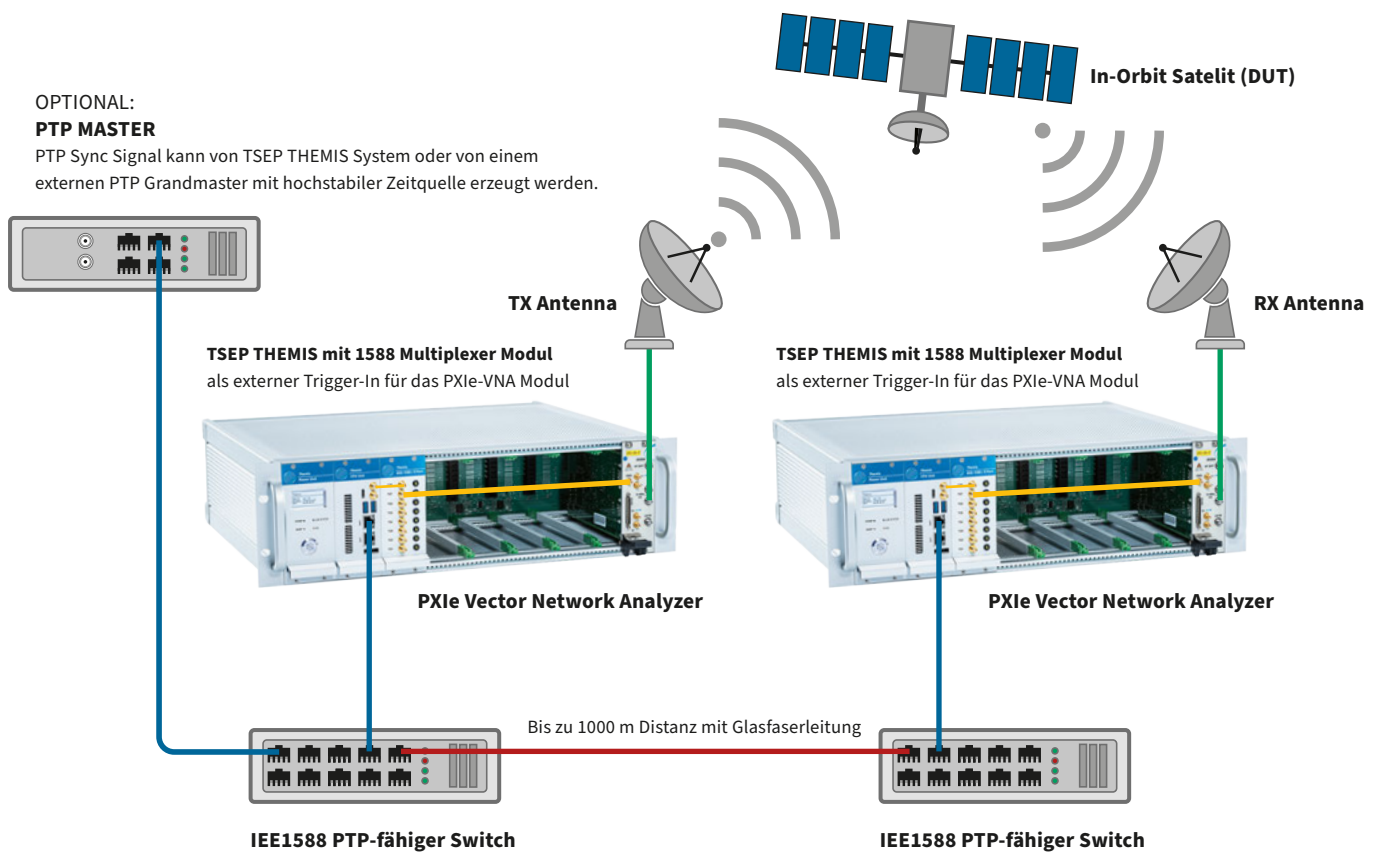 In-Orbit Satelit (DUT)
OPTIONAL:
PTP MASTER
PTP Sync Signal kann von TSEP THEMIS System oder von einem
externen PTP Grandmaster mit hochstabiler Zeitquelle erzeugt werden.
TX Antenna
RX Antenna
TSEP THEMIS mit 1588 Multiplexer Modul
als externer Trigger-In für das PXIe-VNA Modul
TSEP THEMIS mit 1588 Multiplexer Modul
als externer Trigger-In für das PXIe-VNA Modul
PXIe Vector Network Analyzer
PXIe Vector Network Analyzer
Bis zu 1000 m Distanz mit Glasfaserleitung
IEE1588 PTP-fähiger Switch
IEE1588 PTP-fähiger Switch